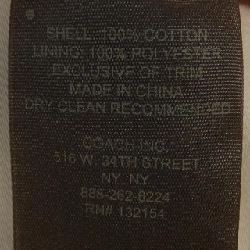 SHELL: 100% COTTON
LINING: 100% POLYESTER
EXCLUSIVE OF TRIM
MADE IN CHINA
DRY CLEAN RECOMMENDED
COACH INC.
516 W. 34TH STREET
NY, NY
888-262-6224
RN# 132154